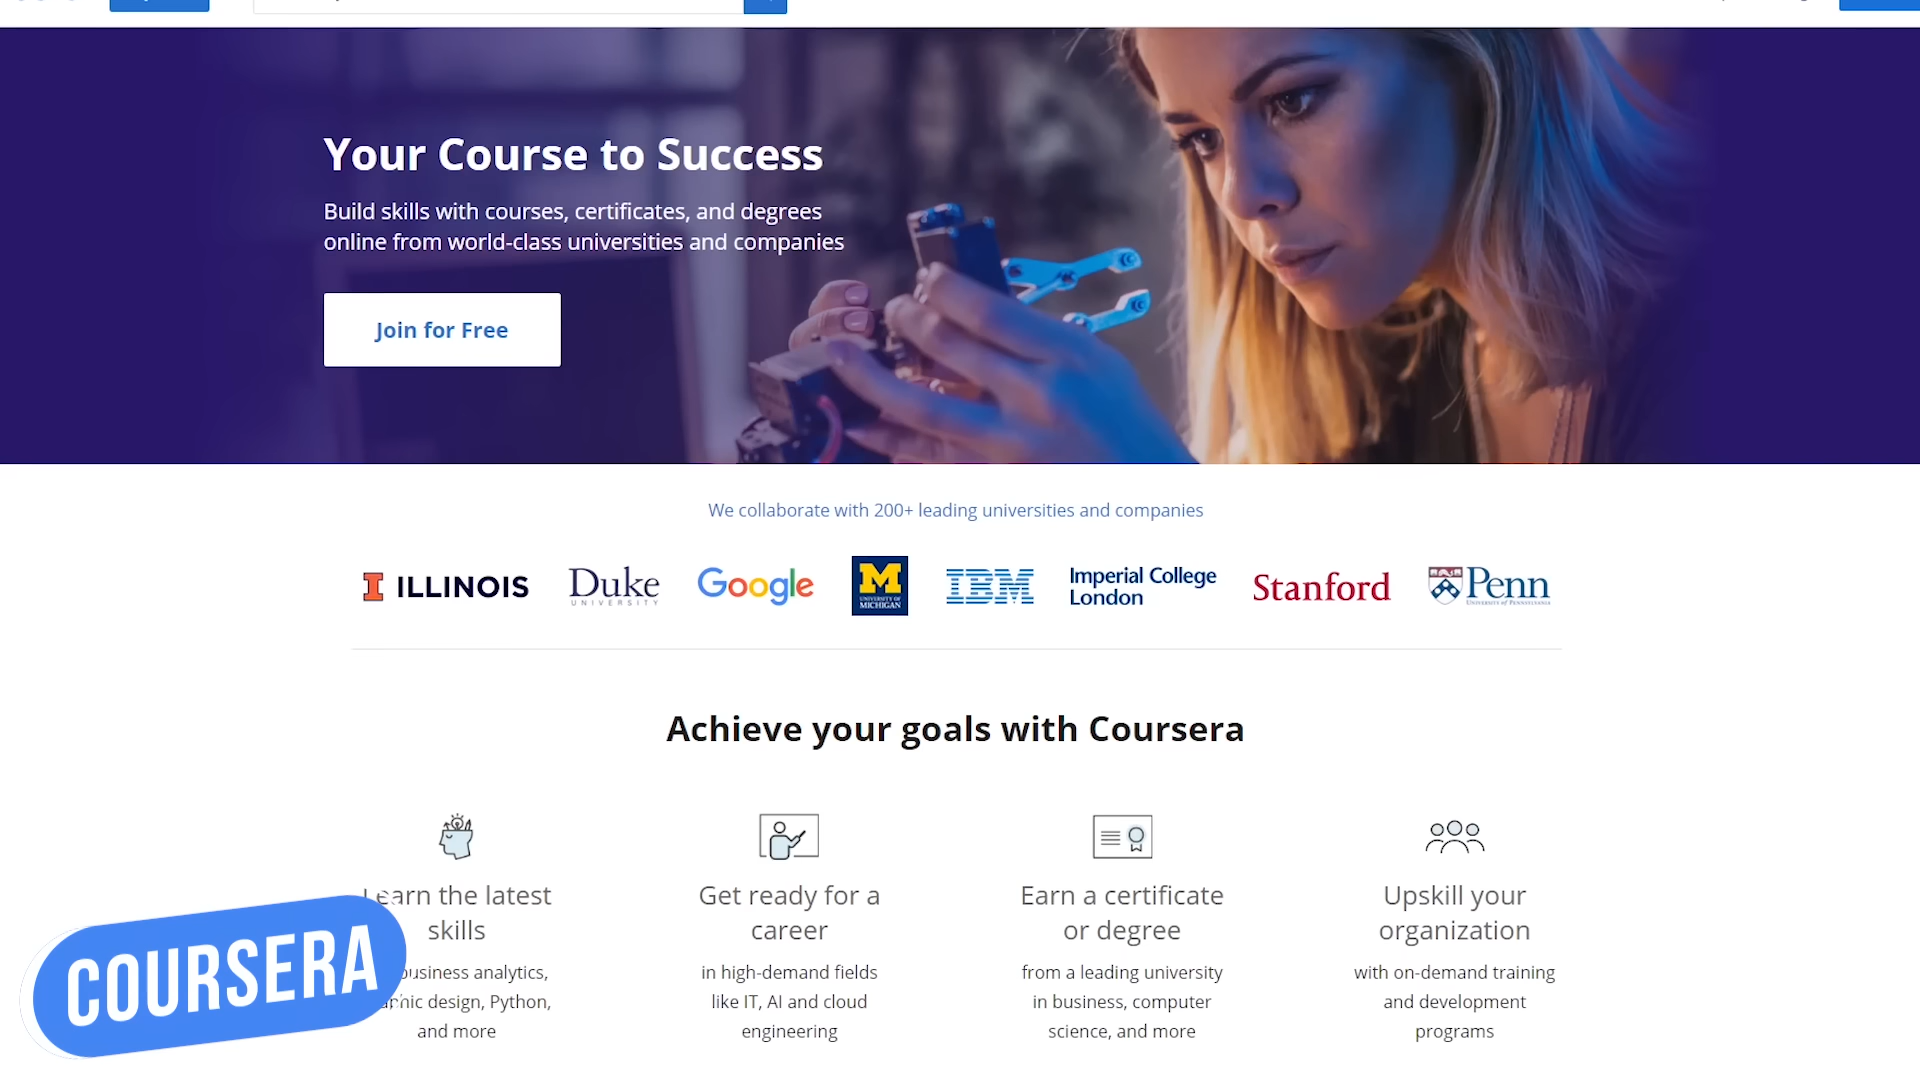 Your Course to Success
Build skills with courses, certificates, and degrees
online from world-class universities and companies
Join for Free
We collaborate with 200+ leading universities and companies
I ILLINOIS
Duke
UNIVERSITY
Google
M
UNIVERSITY OF
MICHIGAN
IBM
Imperial College
London
Stanford
Penn
UNIVERSITY OF PENNSYLVANIA
Achieve your goals with Coursera
Learn the latest
skills
business analytics,
design, Python,
and more
Get ready for a
career
in high-demand fields
like IT, AI and cloud
engineering
Earn a certificate
or degree
from a leading university
in business, computer
science, and more
Upskill your
organization
with on-demand training
and development
programs
COURSERA